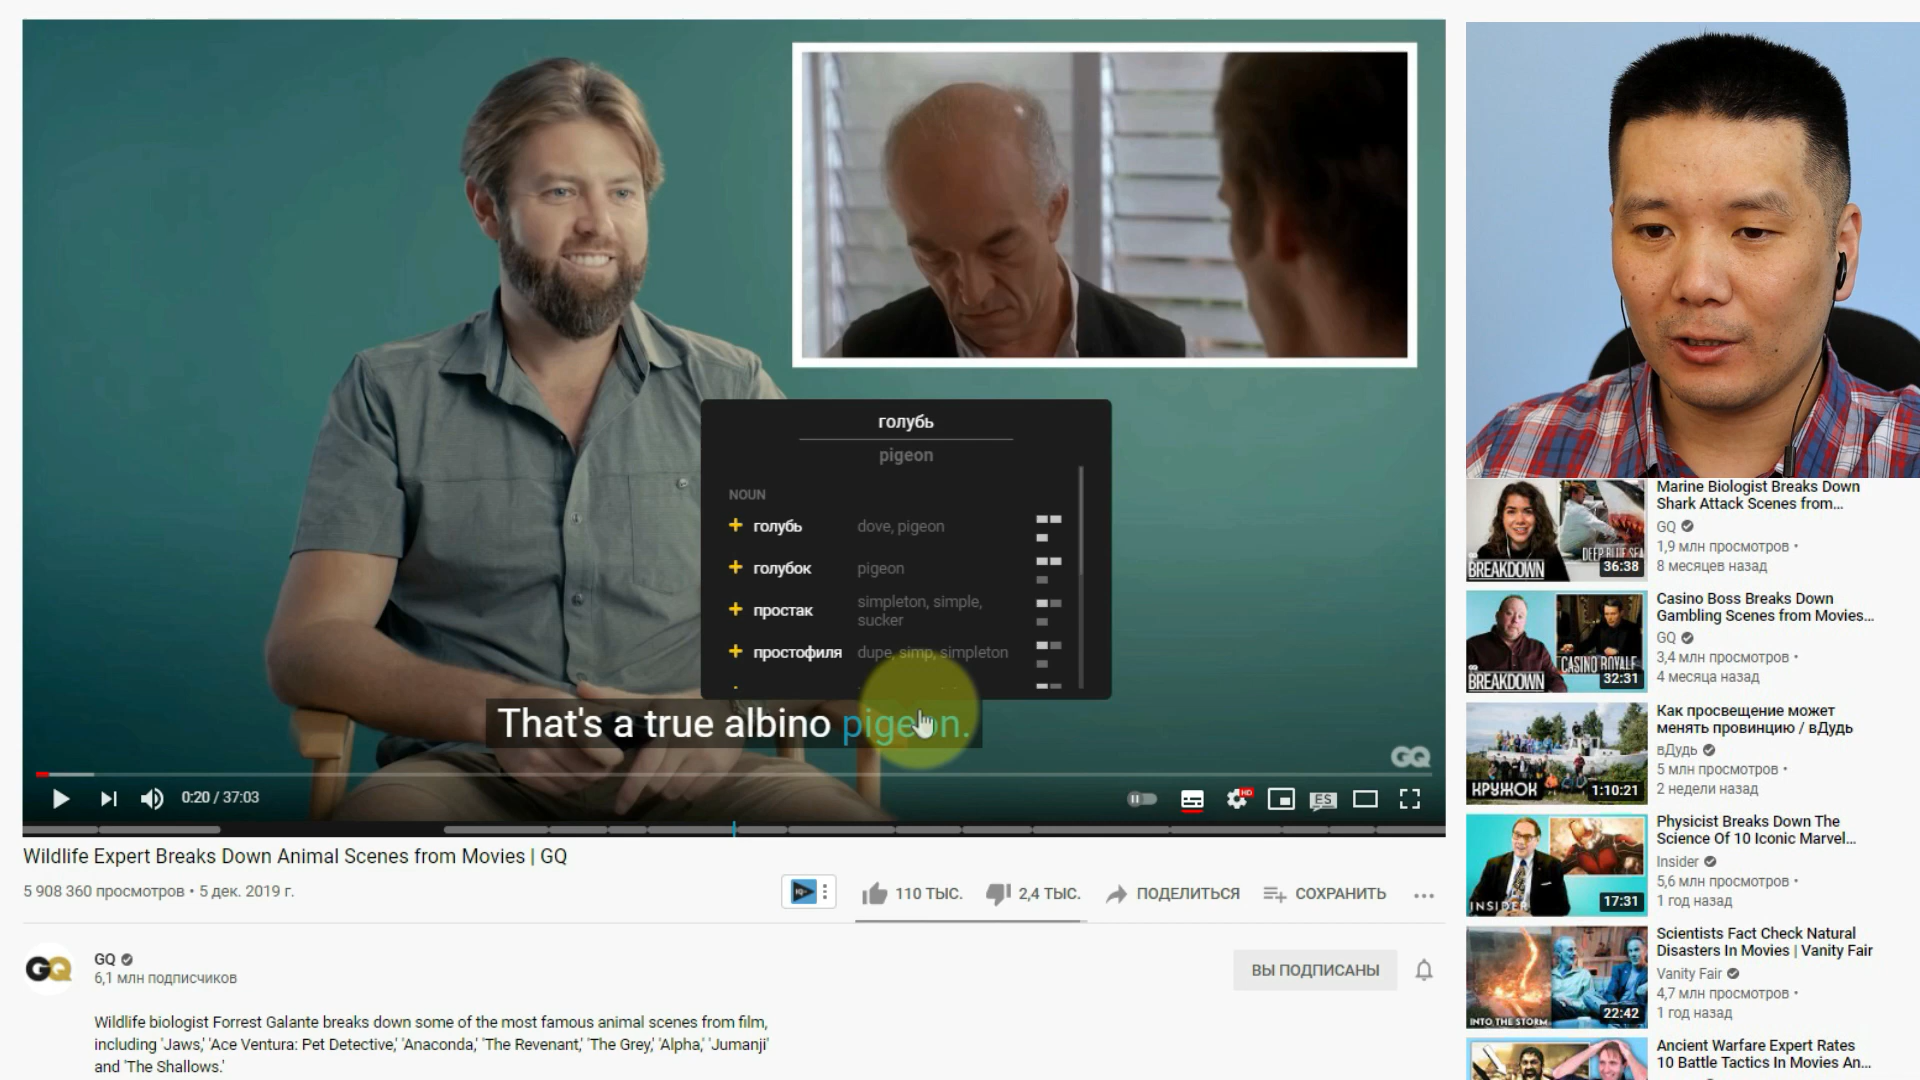 голубь
pigeon
NOUN
+ голубь dove, pigeon
+ голубок pigeon
+ простак simpleton, simple,
sucker
+ простофиля dupe, simp, simpleton
That's a true albino pigeon.
GQ
0:20 / 37:03
HD
ES
Wildlife Expert Breaks Down Animal Scenes from Movies | GQ
5 908 360 просмотров • 5 дек. 2019 г.
110 ТЫС.
2,4 ТЫС.
ПОДЕЛИТЬСЯ
СОХРАНИТЬ
GQ
GQ
6,1 млн подписчиков
ВЫ ПОДПИСАНЫ
Wildlife biologist Forrest Galante breaks down some of the most famous animal scenes from film,
including 'Jaws,' 'Ace Ventura: Pet Detective,' 'Anaconda,' 'The Revenant,' 'The Grey,' 'Alpha,' 'Jumanji'
and 'The Shallows.'
DEEP BLUE SEA
BREAKDOWN
36:38
Marine Biologist Breaks Down
Shark Attack Scenes from...
GQ
1,9 млн просмотров •
8 месяцев назад
CASINO ROYALE
BREAKDOWN
32:31
Casino Boss Breaks Down
Gambling Scenes from Movies...
GQ
3,4 млн просмотров •
4 месяца назад
КРУЖОК
1:10:21
Как просвещение может
менять провинцию / вДудь
вДудь
5 млн просмотров •
2 недели назад
INSIDER
17:31
Physicist Breaks Down The
Science Of 10 Iconic Marvel...
Insider
5,6 млн просмотров •
1 год назад
INTO THE STORM
22:42
Scientists Fact Check Natural
Disasters In Movies | Vanity Fair
Vanity Fair
4,7 млн просмотров •
1 год назад
Ancient Warfare Expert Rates
10 Battle Tactics In Movies An...